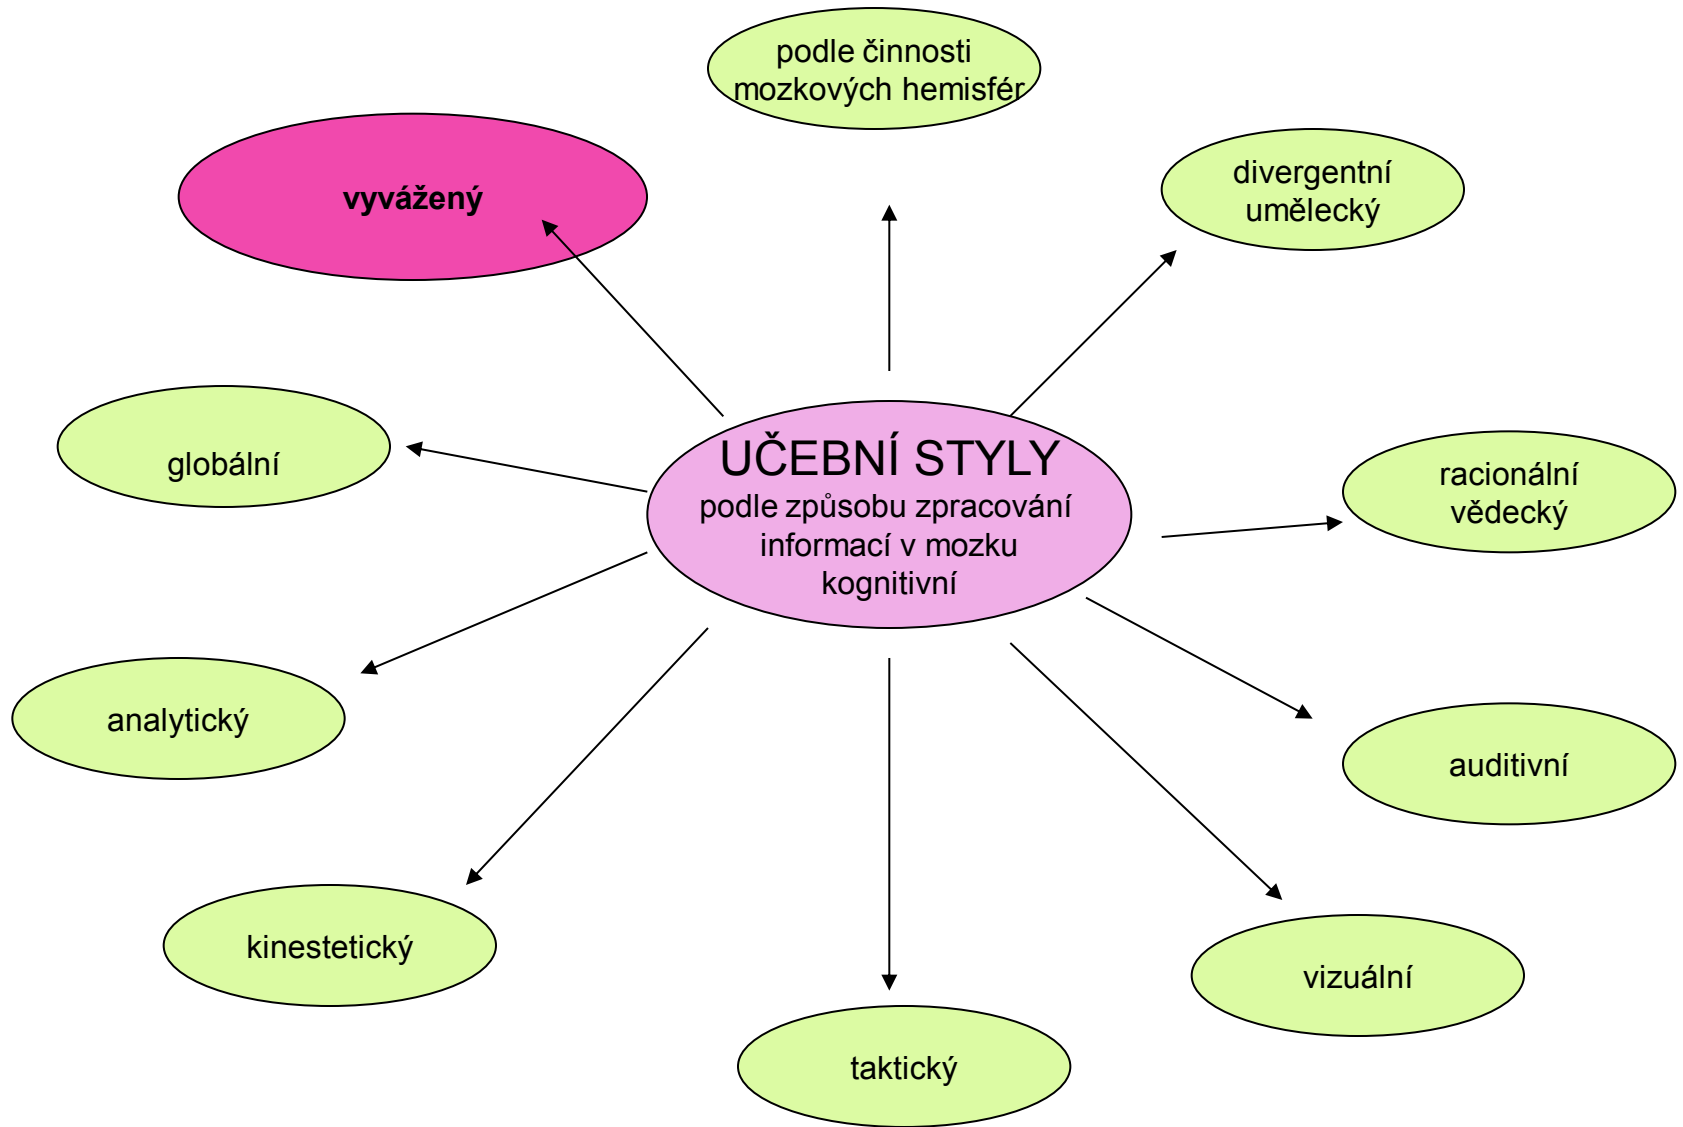 podle činnosti
mozkových hemisfér
divergentní
umělecký
vyvážený
UČEBNÍ STYLY
podle způsobu zpracování
informací v mozku
kognitivní
globální
racionální
vědecký
analytický
auditivní
kinestetický
vizuální
taktický